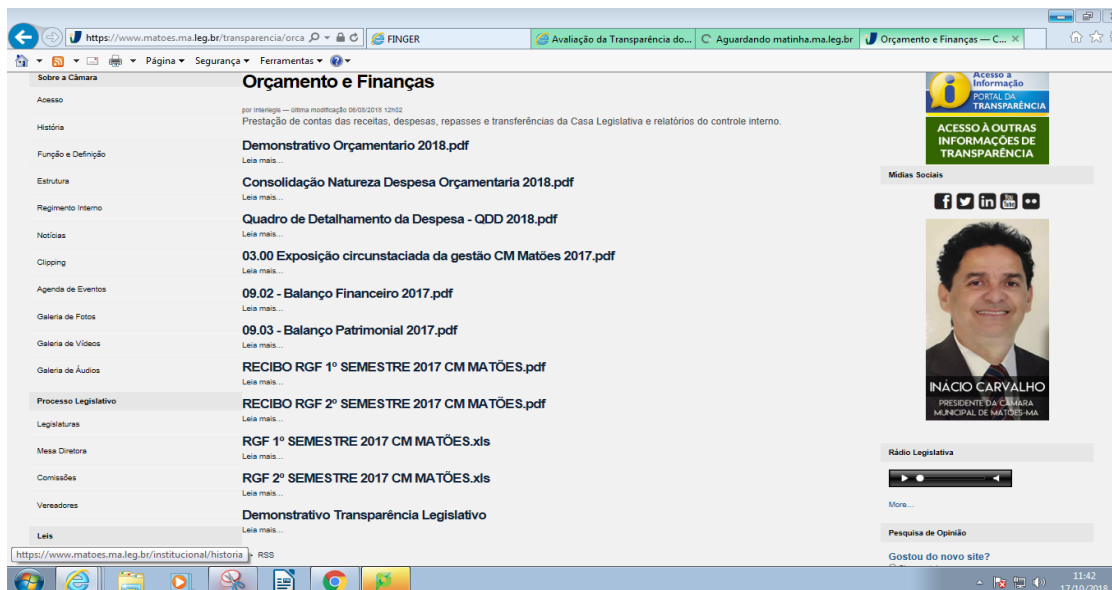 https://www.matoes.ma.leg.br/transparencia/orca
FINGER
Avaliação da Transparência do...
Aguardando matinha.ma.leg.br
Orçamento e Finanças — C...
Página
Segurança
Ferramentas
Sobre a Câmara
Acesso
História
Função e Definição
Estrutura
Regimento Interno
Notícias
Clipping
Agenda de Eventos
Galeria de Fotos
Galeria de Vídeos
Galeria de Áudios
Processo Legislativo
Legislaturas
Mesa Diretora
Comissões
Vereadores
Leis
https://www.matoes.ma.leg.br/institucional/historia
Orçamento e Finanças
por Interlegis — última modificação 06/08/2018 12h02
Prestação de contas das receitas, despesas, repasses e transferências da Casa Legislativa e relatórios do controle interno.
Demonstrativo Orçamentario 2018.pdf
Leia mais...
Consolidação Natureza Despesa Orçamentaria 2018.pdf
Leia mais...
Quadro de Detalhamento da Despesa - QDD 2018.pdf
Leia mais...
03.00 Exposição circunstaciada da gestão CM Matões 2017.pdf
Leia mais...
09.02 - Balanço Financeiro 2017.pdf
Leia mais...
09.03 - Balanço Patrimonial 2017.pdf
Leia mais...
RECIBO RGF 1º SEMESTRE 2017 CM MATÕES.pdf
Leia mais...
RECIBO RGF 2º SEMESTRE 2017 CM MATÕES.pdf
Leia mais...
RGF 1º SEMESTRE 2017 CM MATÕES.xls
Leia mais...
RGF 2º SEMESTRE 2017 CM MATÕES.xls
Leia mais...
Demonstrativo Transparência Legislativo
Leia mais...
RSS
Acesso à
Informação
PORTAL DA
TRANSPARÊNCIA
ACESSO À OUTRAS
INFORMAÇÕES DE
TRANSPARÊNCIA
Mídias Sociais
INÁCIO CARVALHO
PRESIDENTE DA CÂMARA
MUNICIPAL DE MATÕES-MA
Rádio Legislativa
More...
Pesquisa de Opinião
Gostou do novo site?
11:42
17/10/2018